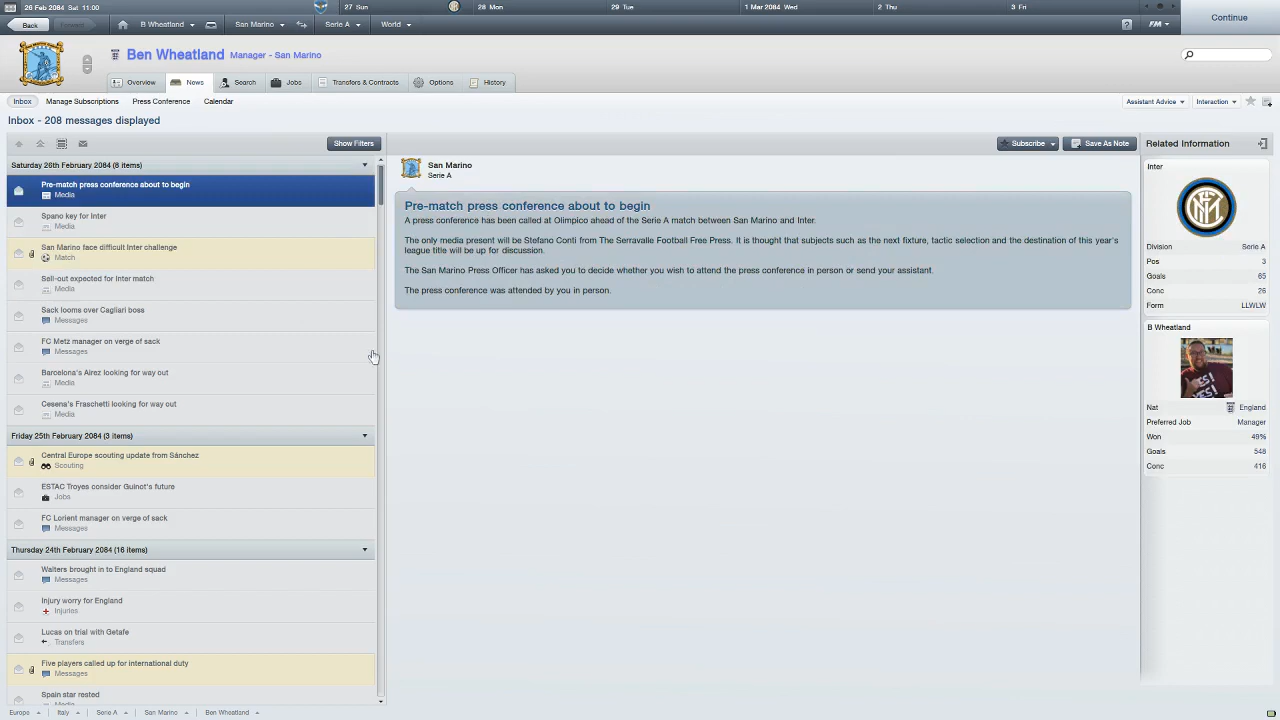 26 Feb 2084 Sat 11:00
27 Sun
28 Mon
29 Tue
1 Mar 2084 Wed
2 Thu
3 Fri
Back
Forward
B Wheatland
San Marino
Serie A
World
?
FM
Continue
Ben Wheatland Manager - San Marino
Overview
News
Search
Jobs
Transfers & Contracts
Options
History
Inbox
Manage Subscriptions
Press Conference
Calendar
Assistant Advice
Interaction
Inbox - 208 messages displayed
Show Filters
Saturday 26th February 2084 (8 items)
Pre-match press conference about to begin
Media
Spano key for Inter
Media
San Marino face difficult Inter challenge
Match
Sell-out expected for Inter match
Media
Sack looms over Cagliari boss
Messages
FC Metz manager on verge of sack
Messages
Barcelona's Airez looking for way out
Media
Cesena's Fraschetti looking for way out
Media
Friday 25th February 2084 (3 items)
Central Europe scouting update from Sánchez
Scouting
ESTAC Troyes consider Guinot's future
Jobs
FC Lorient manager on verge of sack
Messages
Thursday 24th February 2084 (16 items)
Walters brought in to England squad
Messages
Injury worry for England
Injuries
Lucas on trial with Getafe
Transfers
Five players called up for international duty
Messages
Spain star rested
Media
San Marino
Serie A
Subscribe
Save As Note
Pre-match press conference about to begin
A press conference has been called at Olimpico ahead of the Serie A match between San Marino and Inter.
The only media present will be Stefano Conti from The Serravalle Football Free Press. It is thought that subjects such as the next fixture, tactic selection and the destination of this year's
league title will be up for discussion.
The San Marino Press Officer has asked you to decide whether you wish to attend the press conference in person or send your assistant.
The press conference was attended by you in person.
Related Information
Inter
Division Serie A
Pos 3
Goals 65
Conc 26
Form LLWLW
B Wheatland
Nat England
Preferred Job Manager
Won 49%
Goals 548
Conc 416
Europe
Italy
Serie A
San Marino
Ben Wheatland